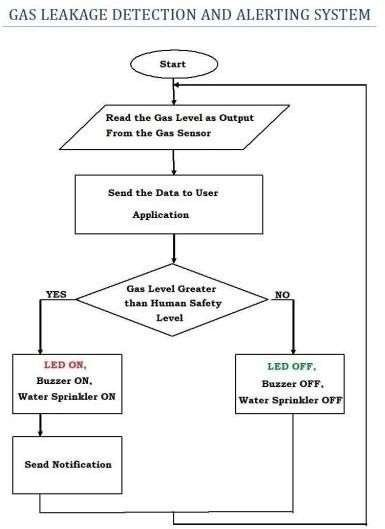 GAS LEAKAGE DETECTION AND ALERTING SYSTEM
Start
Read the Gas Level as Output
From the Gas Sensor
Send the Data to User
Application
Gas Level Greater
than Human Safety
Level
YES
NO
LED ON,
Buzzer ON,
Water Sprinkler ON
LED OFF,
Buzzer OFF,
Water Sprinkler OFF
Send Notification